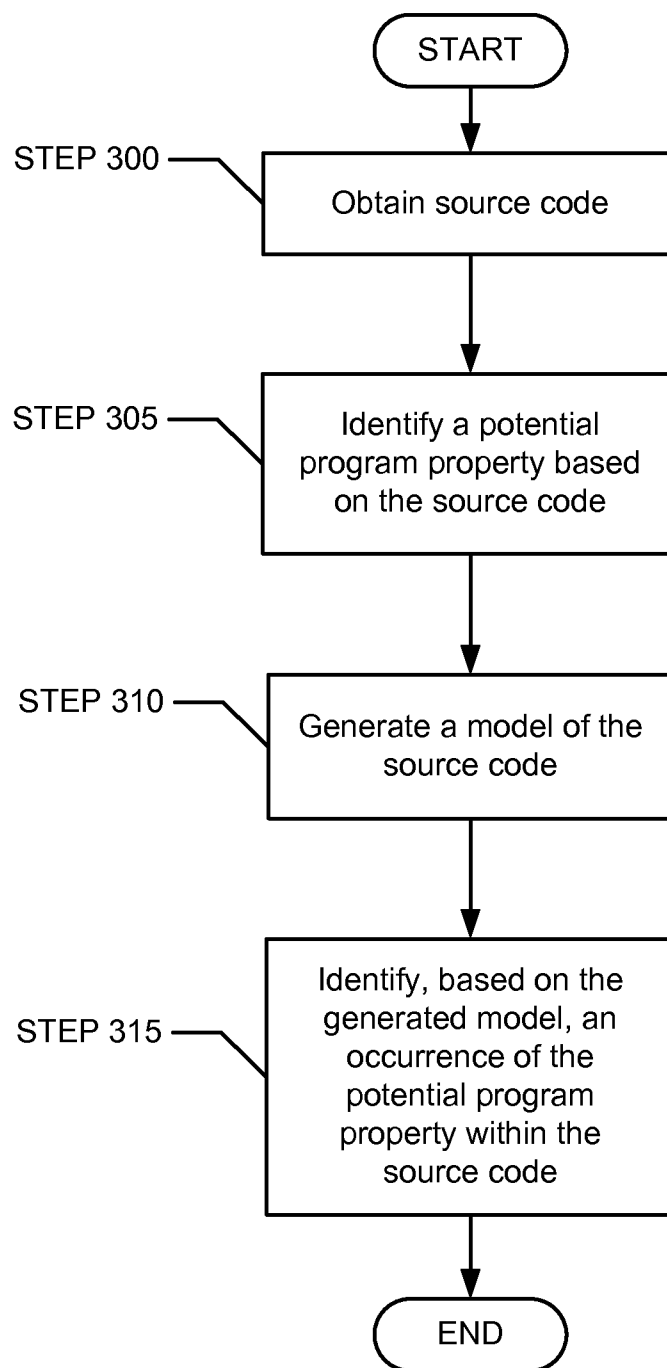 START
STEP 300
Obtain source code
STEP 305
Identify a potential
program property based
on the source code
STEP 310
Generate a model of the
source code
STEP 315
Identify, based on the
generated model, an
occurrence of the
potential program
property within the
source code
END